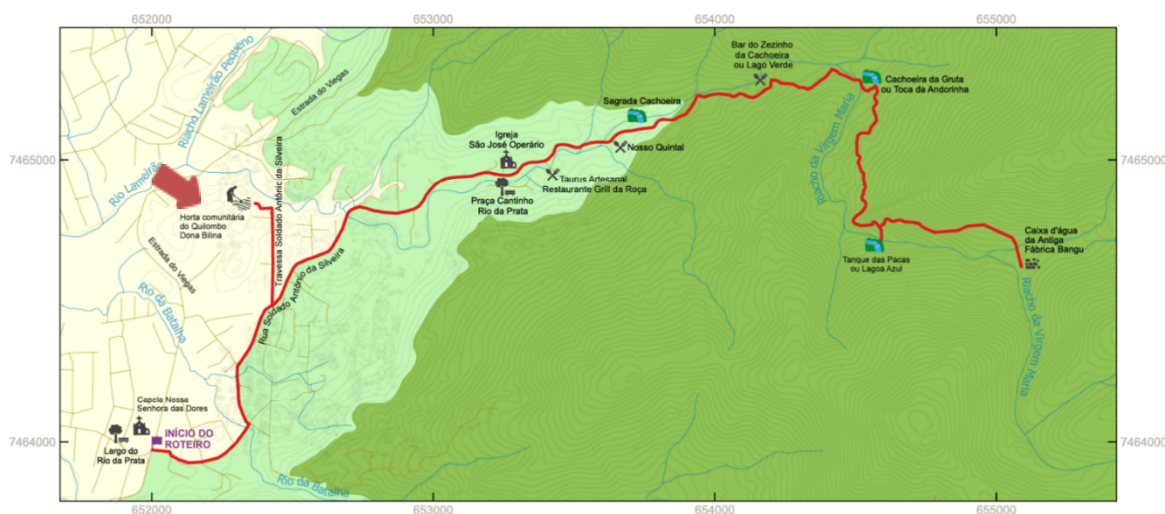 652000
653000
654000
655000
Riacho Lameirão Pequeno
Estrada do Viegas
Bar do Zezinho
da Cachoeira
ou Lago Verde
Cachoeira da Gruta
ou Toca da Andorinha
Sagrada Cachoeira
Riacho da Virgem Maria
Igreja
São José Operário
Nosso Quintal
7465000
7465000
Rio Lameirão
Taurus Artesanal
Restaurante Grill da Roça
Travessa Soldado Antônio da Silveira
Praça Cantinho
Rio da Prata
Horta comunitária
do Quilombo
Dona Bilina
Caixa d'água
da Antiga
Fábrica Bangu
Estrada do Viegas
Tanque das Pacas
ou Lagoa Azul
Rua Soldado Antônio da Silveira
Rio da Batalha
Riacho da Virgem Maria
Capela Nossa
Senhora das Dores
INÍCIO DO
ROTEIRO
7464000
7464000
Largo do
Rio da Prata
Rio da Batalha
652000
653000
654000
655000